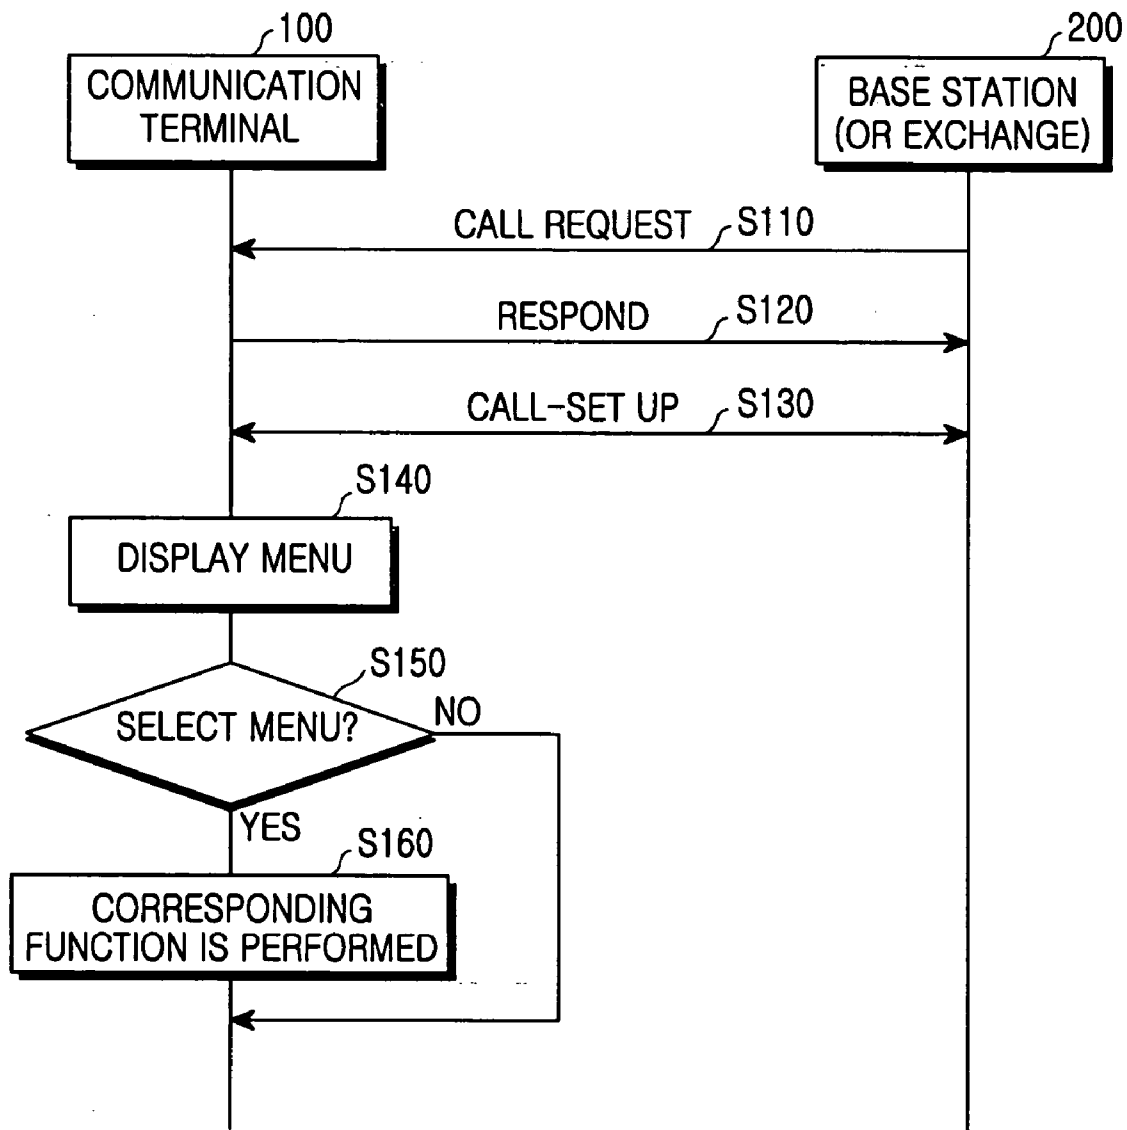 100
COMMUNICATION
TERMINAL
200
BASE STATION
(OR EXCHANGE)
CALL REQUEST
S110
RESPOND
S120
CALL-SET UP
S130
S140
DISPLAY MENU
S150
SELECT MENU?
NO
YES
S160
CORRESPONDING
FUNCTION IS PERFORMED